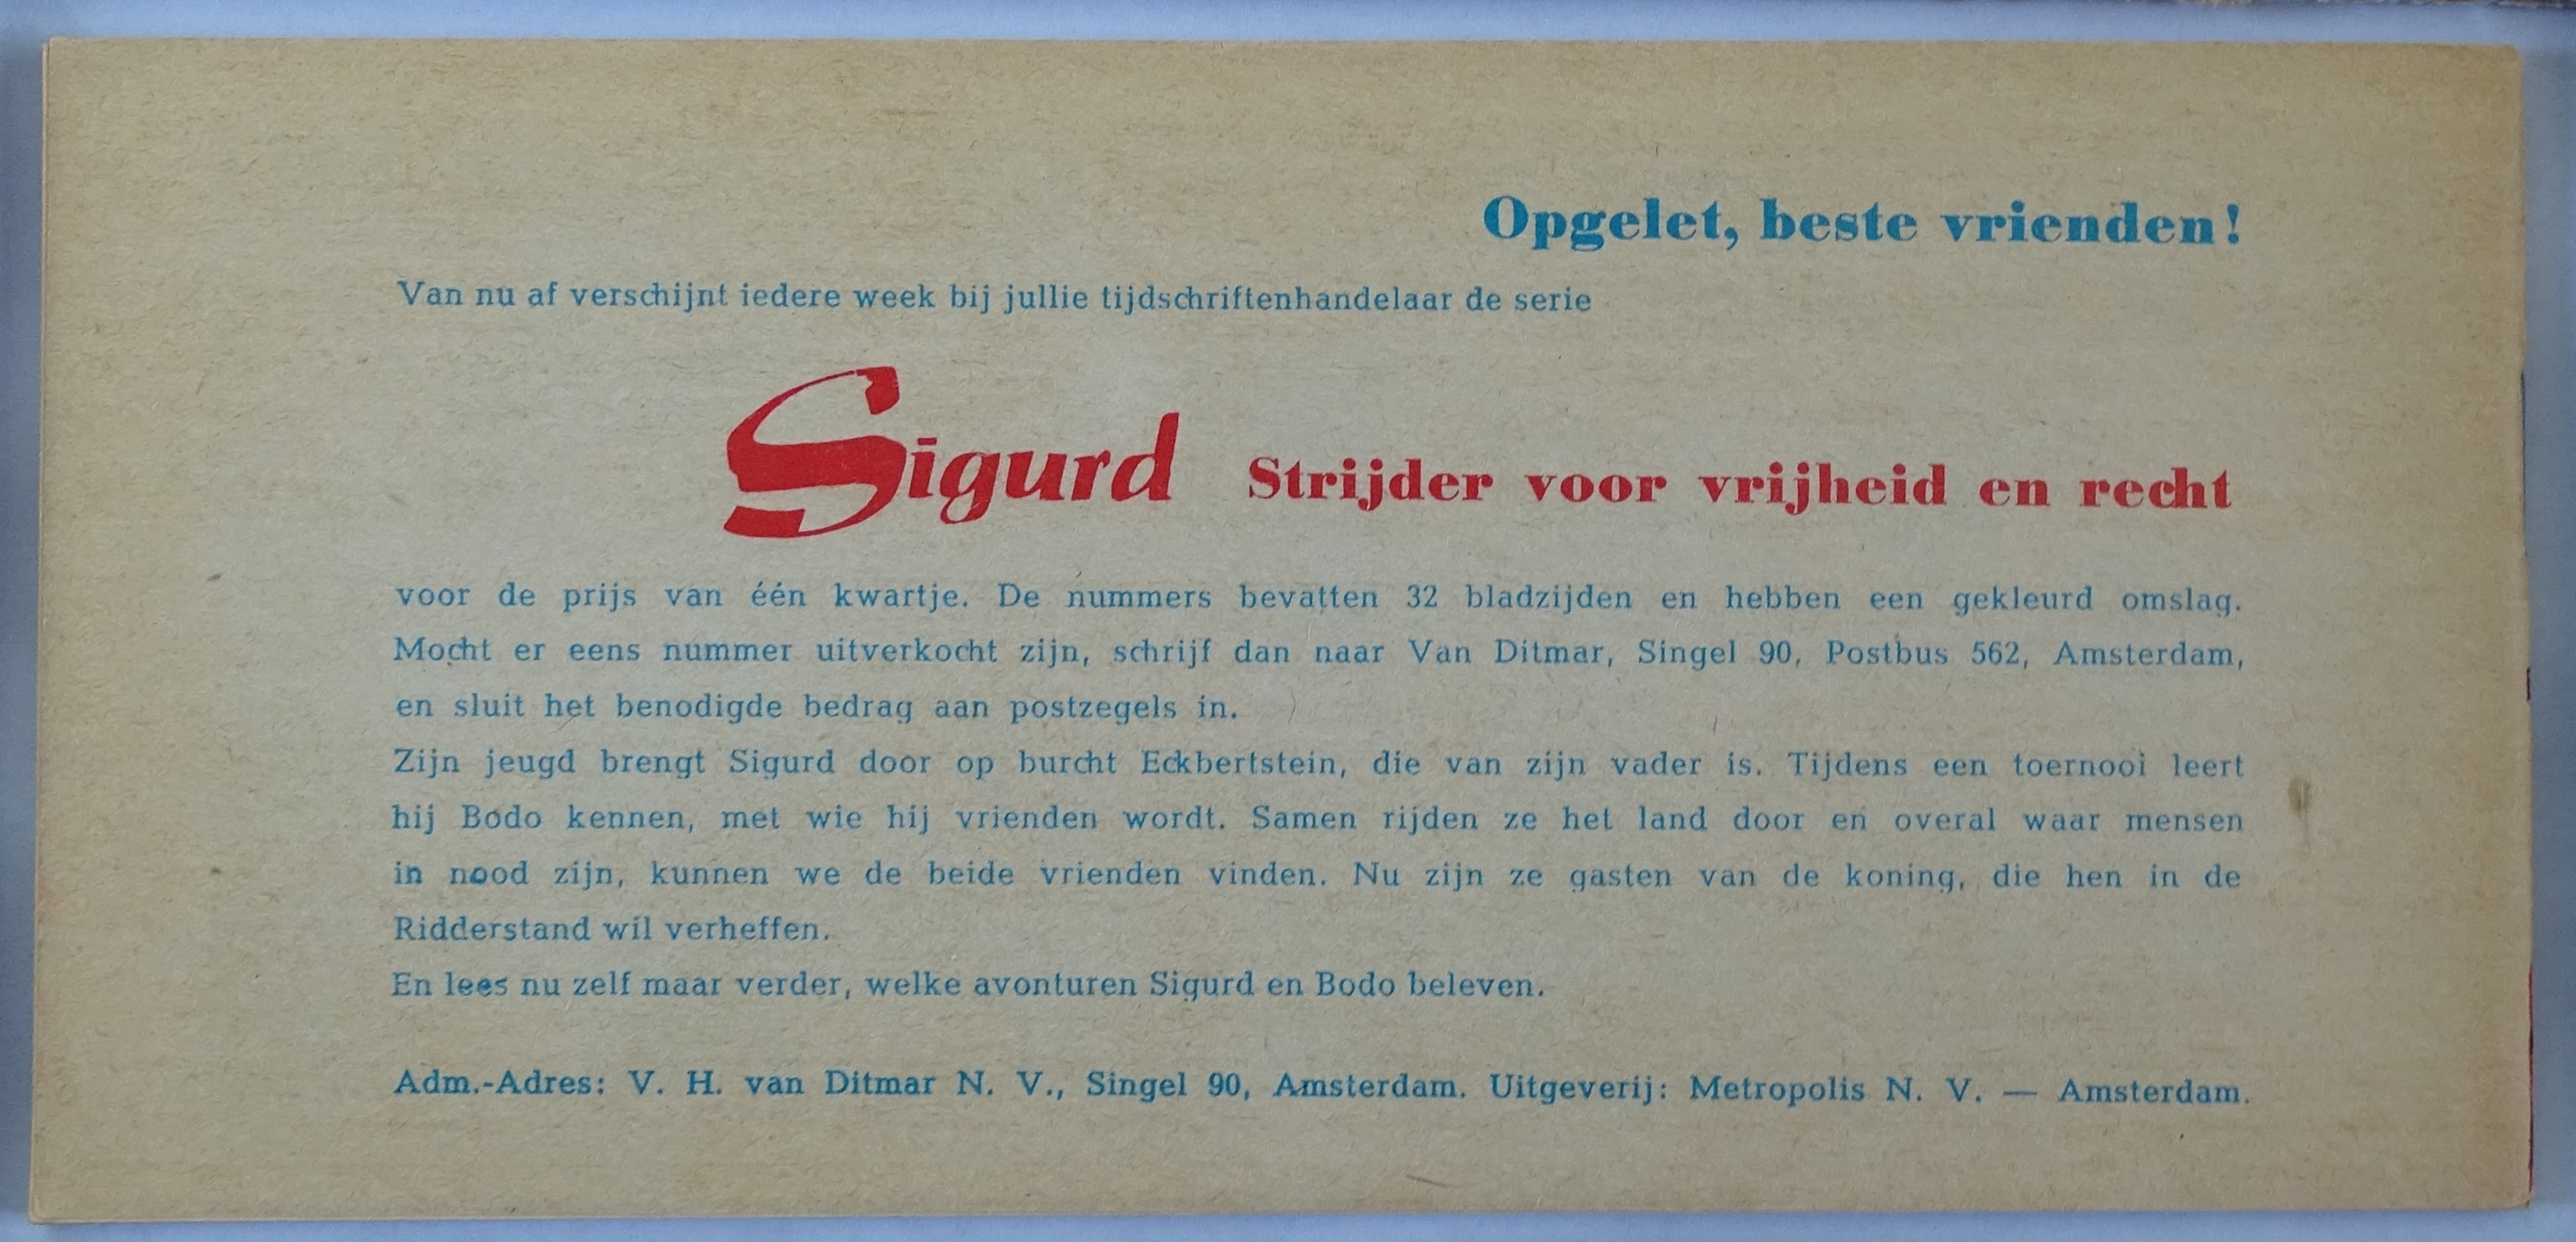 Opgelet, beste vrienden!
Van nu af verschijnt iedere week bij jullie tijdschriftenhandelaar de serie
Sigurd Strijder voor vrijheid en recht
voor de prijs van één kwartje. De nummers bevatten 32 bladzijden en hebben een gekleurd omslag.
Mocht er eens nummer uitverkocht zijn, schrijf dan naar Van Ditmar, Singel 90, Postbus 562, Amsterdam,
en sluit het benodigde bedrag aan postzegels in.
Zijn jeugd brengt Sigurd door op burcht Eckbertstein, die van zijn vader is. Tijdens een toernooi leert
hij Bodo kennen, met wie hij vrienden wordt. Samen rijden ze het land door en overal waar mensen
in nood zijn, kunnen we de beide vrienden vinden. Nu zijn ze gasten van de koning, die hen in de
Ridderstand wil verheffen.
En lees nu zelf maar verder, welke avonturen Sigurd en Bodo beleven.
Adm.-Adres: V. H. van Ditmar N. V., Singel 90, Amsterdam. Uitgeverij: Metropolis N. V. — Amsterdam.